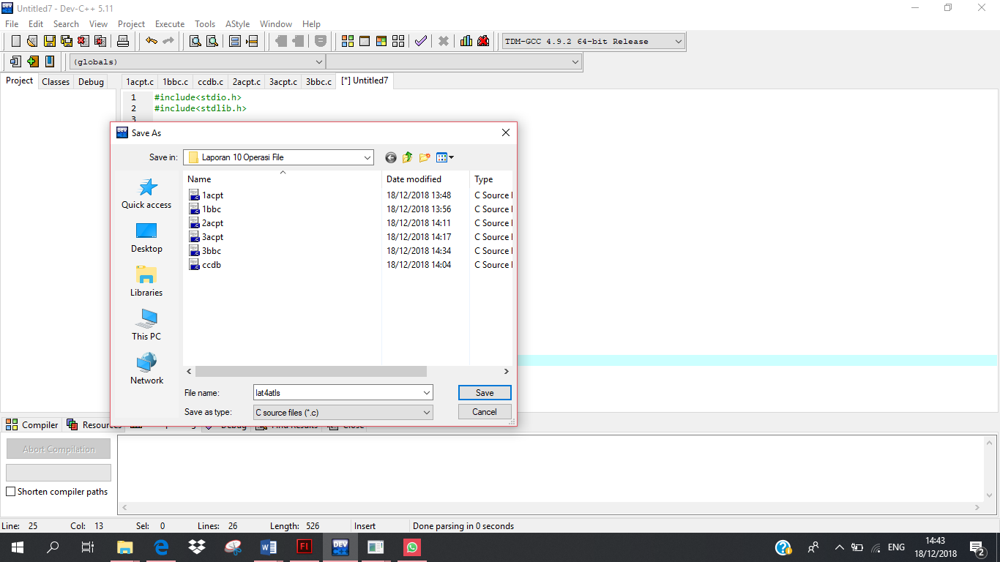 Untitled7 - Dev-C++ 5.11
File Edit Search View Project Execute Tools AStyle Window Help
TDM-GCC 4.9.2 64-bit Release
(globals)
Project Classes Debug 1acpt.c 1bbc.c ccdb.c 2acpt.c 3acpt.c 3bbc.c [*] Untitled7
1 #include<stdio.h>
2 #include<stdlib.h>
3
Save As
Save in: Laporan 10 Operasi File
Name Date modified Type
1acpt 18/12/2018 13:48 C Source
1bbc 18/12/2018 13:56 C Source
2acpt 18/12/2018 14:11 C Source
3acpt 18/12/2018 14:17 C Source
3bbc 18/12/2018 14:34 C Source
ccdb 18/12/2018 14:04 C Source
Quick access
Desktop
Libraries
This PC
Network
File name: lat4atls Save
Save as type: C source files (*.c) Cancel
Compiler Resources Debug Find Results Close
Abort Compilation
Shorten compiler paths
Line: 25 Col: 13 Sel: 0 Lines: 26 Length: 526 Insert Done parsing in 0 seconds
ENG
14:43
18/12/2018
2